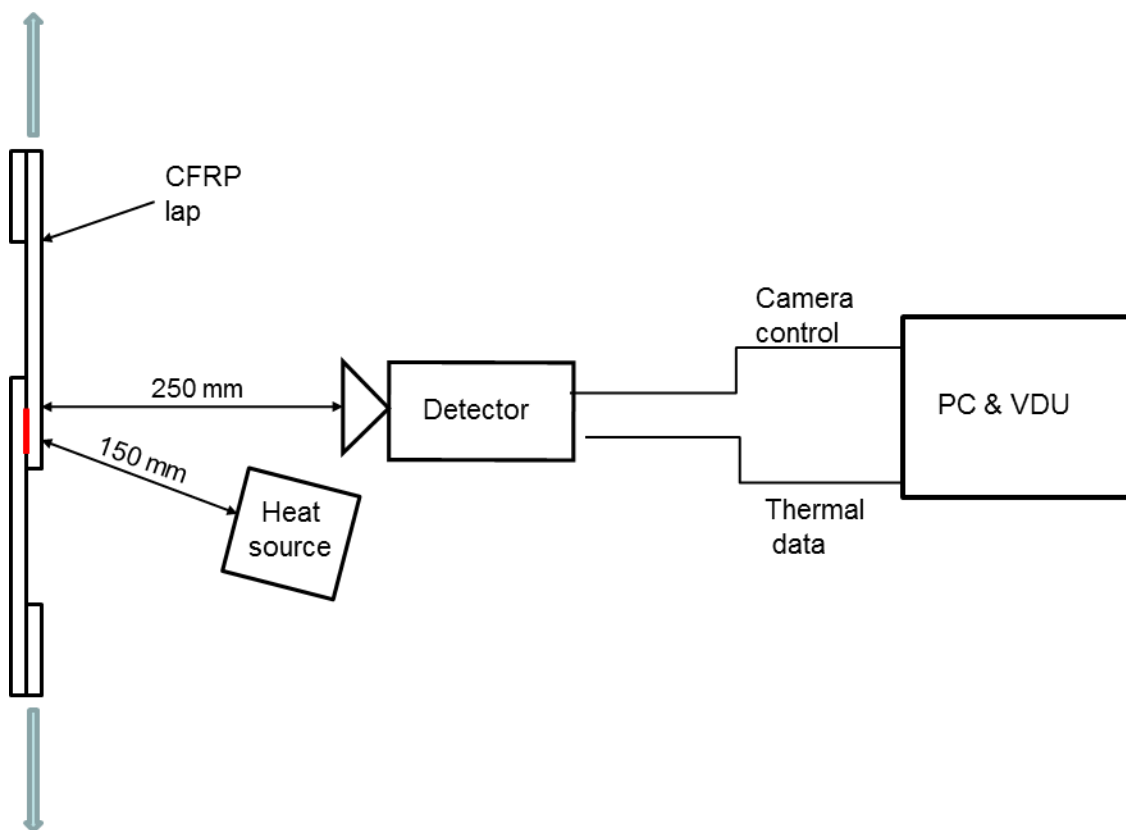 CFRP
lap
Camera
control
250 mm
Detector
PC & VDU
150 mm
Heat
source
Thermal
data